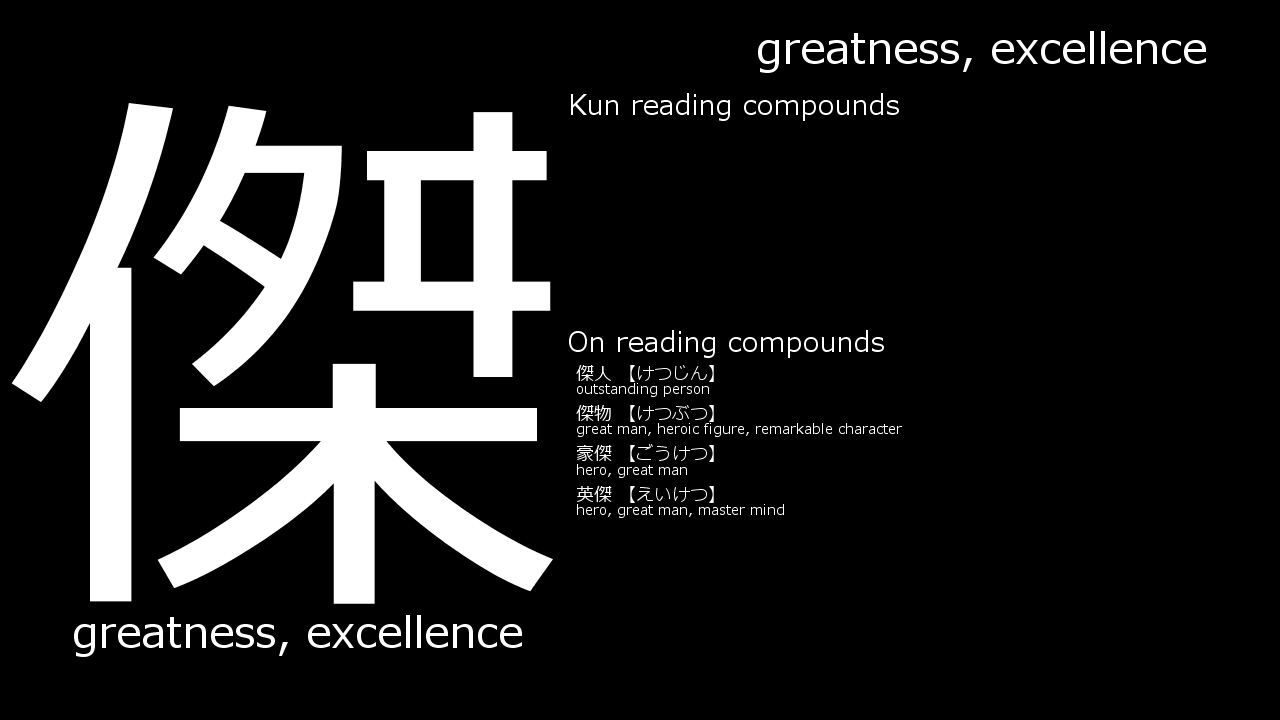 greatness, excellence
傑
greatness, excellence
Kun reading compounds
On reading compounds
傑人 【けつじん】
outstanding person
傑物 【けつぶつ】
great man, heroic figure, remarkable character
豪傑 【ごうけつ】
hero, great man
英傑 【えいけつ】
hero, great man, master mind